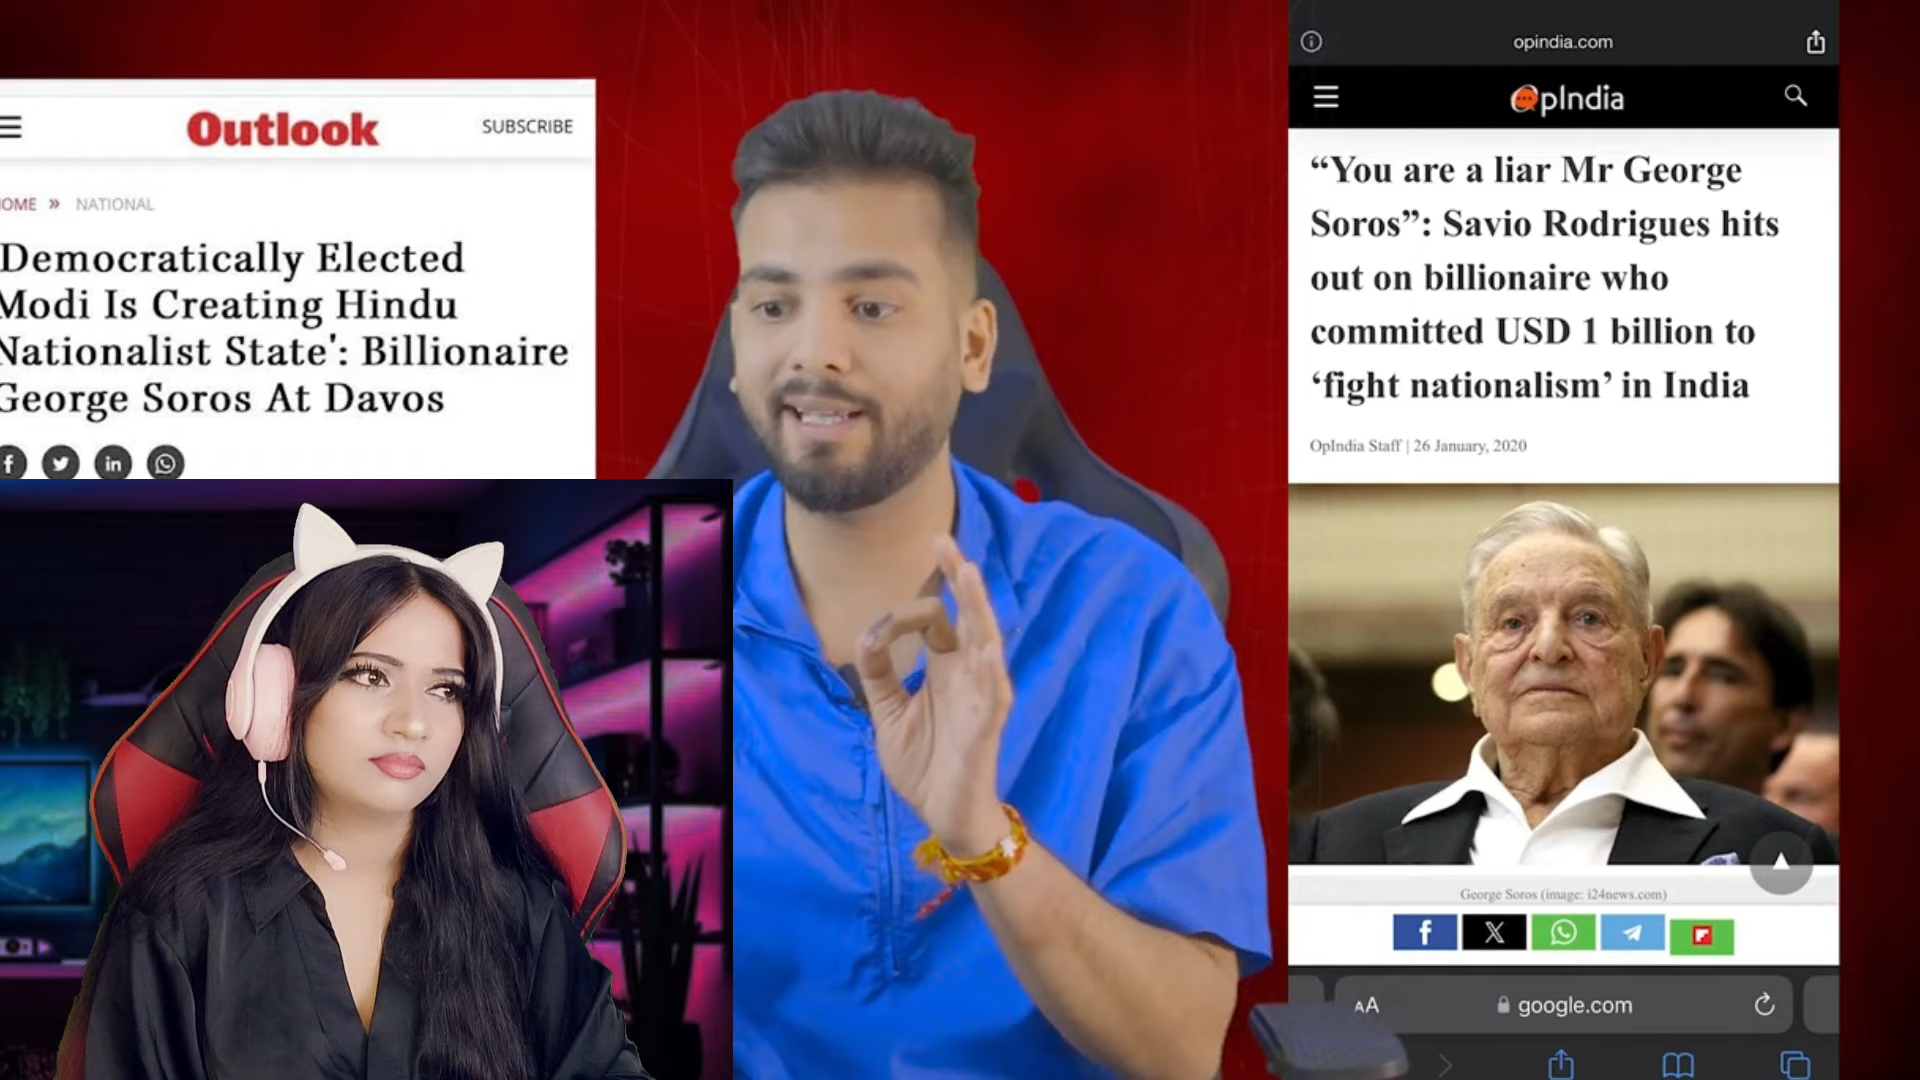 Outlook
SUBSCRIBE
OME » NATIONAL
Democratically Elected
Modi Is Creating Hindu
Nationalist State': Billionaire
George Soros At Davos
opindia.com
OpIndia
“You are a liar Mr George
Soros”: Savio Rodrigues hits
out on billionaire who
committed USD 1 billion to
‘fight nationalism’ in India
OpIndia Staff | 26 January, 2020
George Soros (image: i24news.com)
AA
google.com